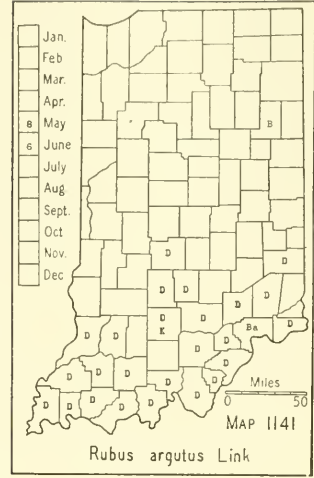 Jan.
Feb
Mar.
Apr.
8 May
6 June
July
Aug
Sept.
Oct
Nov.
Dec
B
D
D
D D
D D
D
K
Ba D
D D D D
D
D D D
D D
D D D D D D
Miles
0 50
MAP 1141
Rubus argutus Link